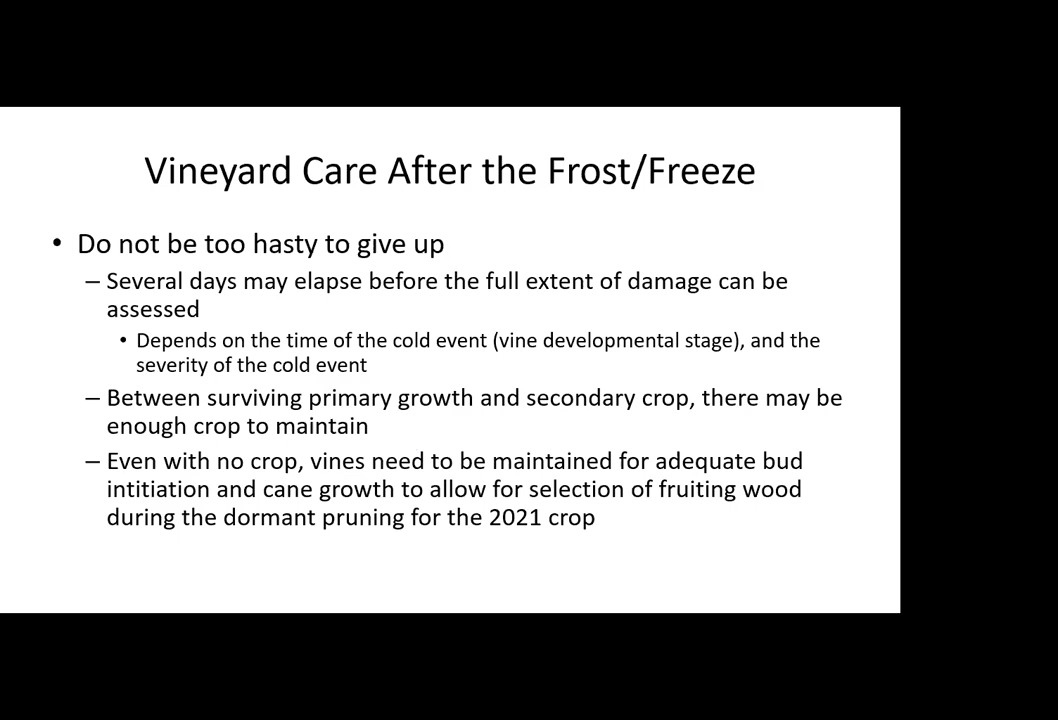 Vineyard Care After the Frost/Freeze
• Do not be too hasty to give up
– Several days may elapse before the full extent of damage can be
assessed
• Depends on the time of the cold event (vine developmental stage), and the
severity of the cold event
– Between surviving primary growth and secondary crop, there may be
enough crop to maintain
– Even with no crop, vines need to be maintained for adequate bud
intitiation and cane growth to allow for selection of fruiting wood
during the dormant pruning for the 2021 crop